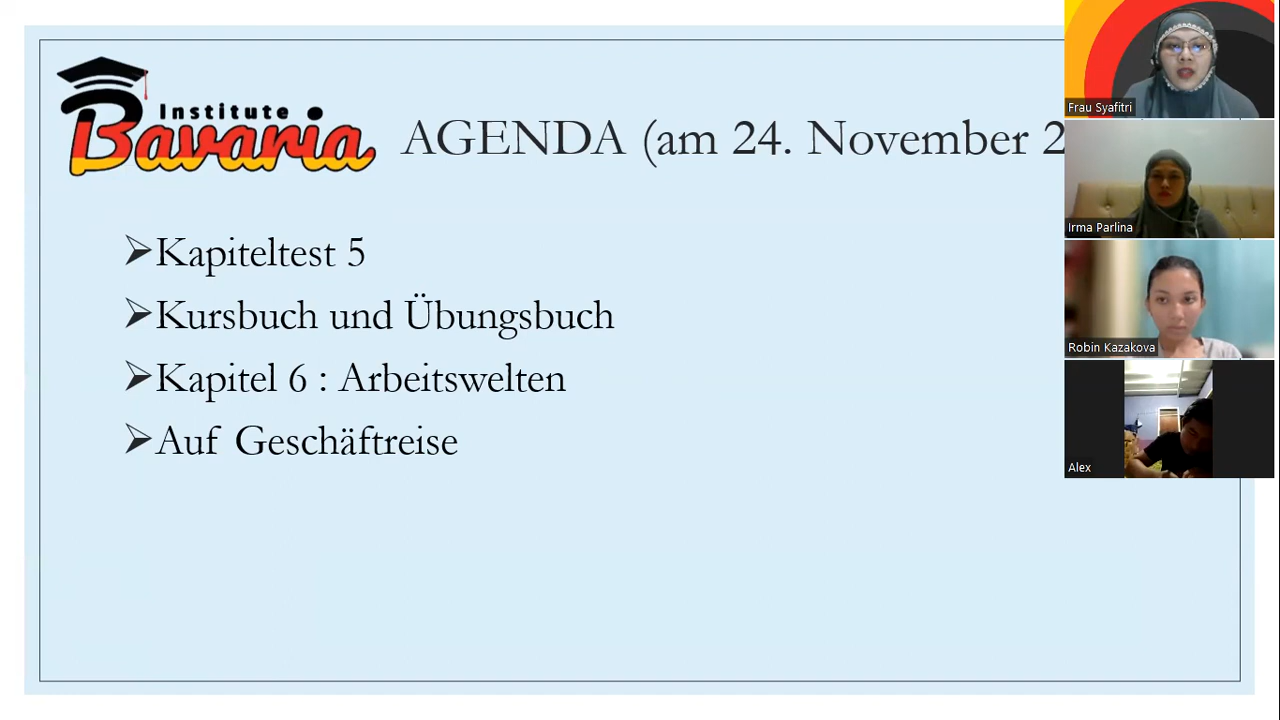 Institute
Bavaria
AGENDA (am 24. November 2
➢Kapiteltest 5
➢Kursbuch und Übungsbuch
➢Kapitel 6 : Arbeitswelten
➢Auf Geschäftreise
Frau Syafitri
Irma Parlina
Robin Kazakova
Alex